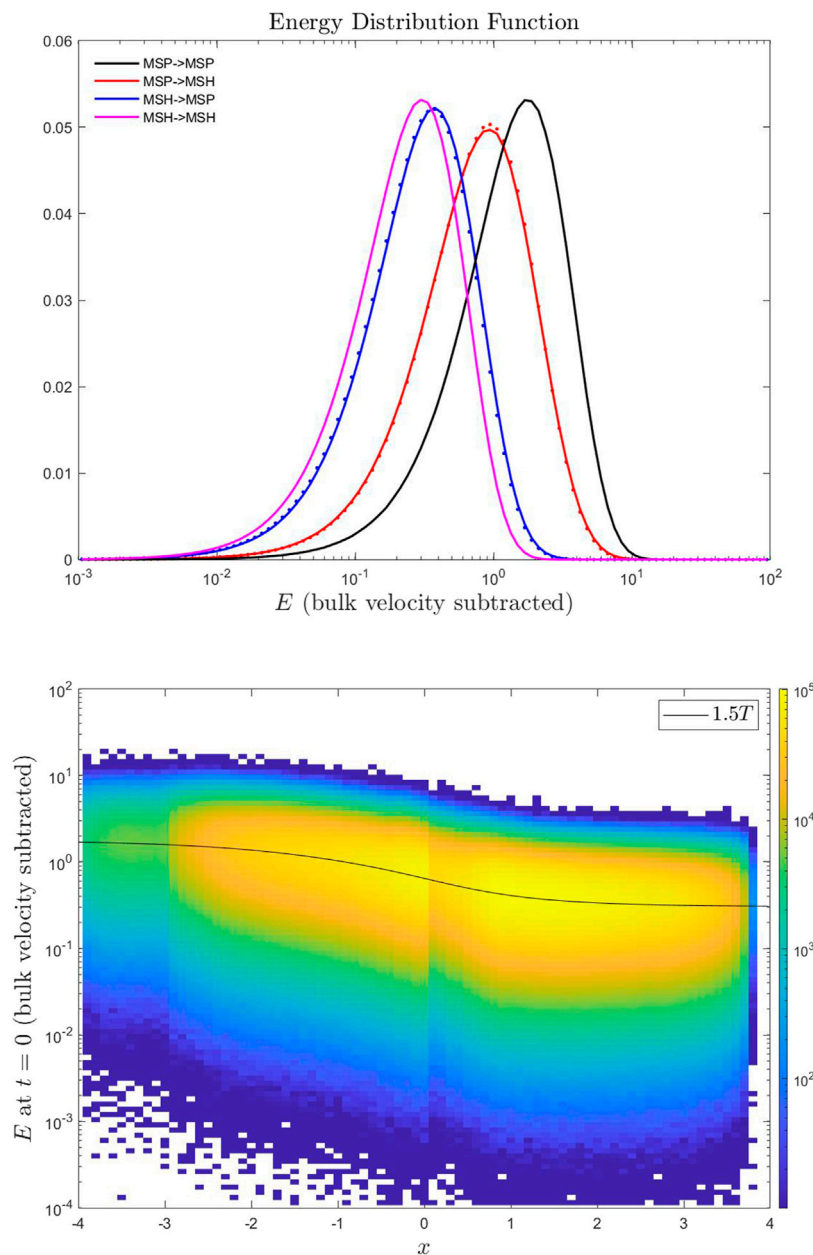 Energy Distribution Function
0.06
0.05
0.04
0.03
0.02
0.01
0
MSP->MSP
MSP->MSH
MSH->MSP
MSH->MSH
10^-3 10^-2 10^-1 10^0 10^1 10^2
E (bulk velocity subtracted)
E at t = 0 (bulk velocity subtracted)
10^2
10^1
10^0
10^-1
10^-2
10^-3
10^-4
1.5T
10^5
10^4
10^3
10^2
-4 -3 -2 -1 0 1 2 3 4
x